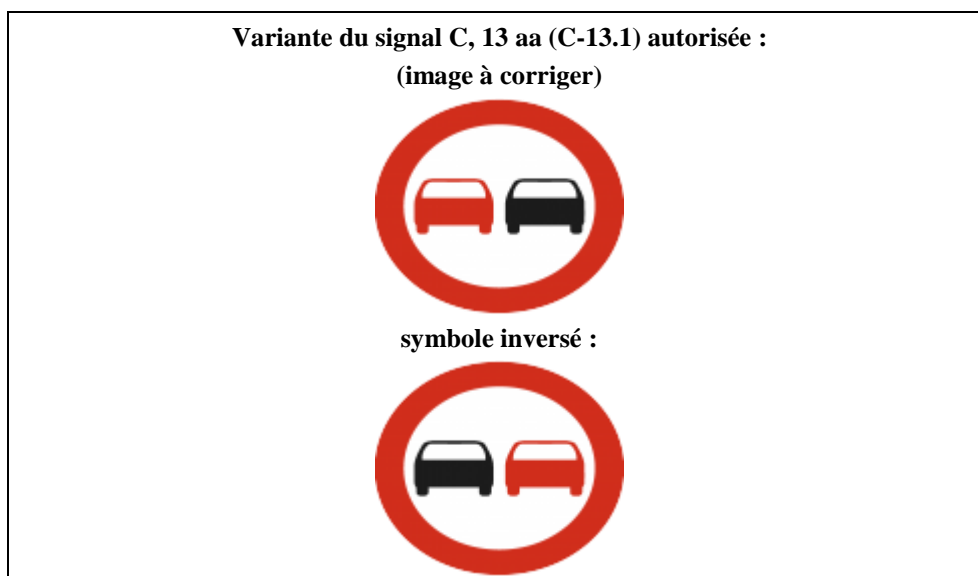 Variante du signal C, 13 aa (C-13.1) autorisée :
(image à corriger)
symbole inversé :